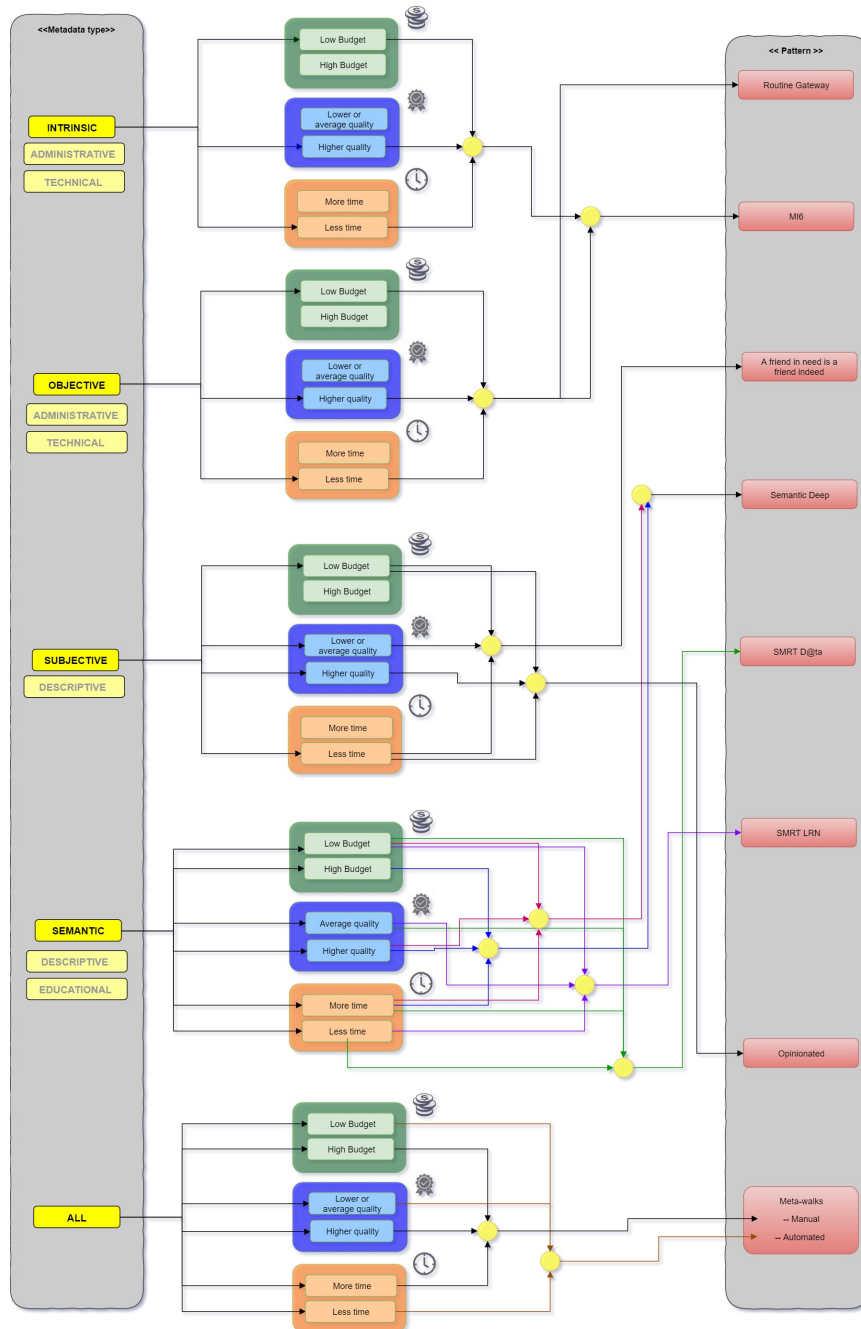 <<Metadata type>>
<< Pattern >>
INTRINSIC
ADMINISTRATIVE
TECHNICAL
Low Budget
High Budget
Lower or
average quality
Higher quality
More time
Less time
OBJECTIVE
ADMINISTRATIVE
TECHNICAL
Low Budget
High Budget
Lower or
average quality
Higher quality
More time
Less time
SUBJECTIVE
DESCRIPTIVE
Low Budget
High Budget
Lower or
average quality
Higher quality
More time
Less time
SEMANTIC
DESCRIPTIVE
EDUCATIONAL
Low Budget
High Budget
Average quality
Higher quality
More time
Less time
ALL
Low Budget
High Budget
Lower or
average quality
Higher quality
More time
Less time
Routine Gateway
MI6
A friend in need is a
friend indeed
Semantic Deep
SMRT D@ta
SMRT LRN
Opinionated
Meta-walks
-- Manual
-- Automated